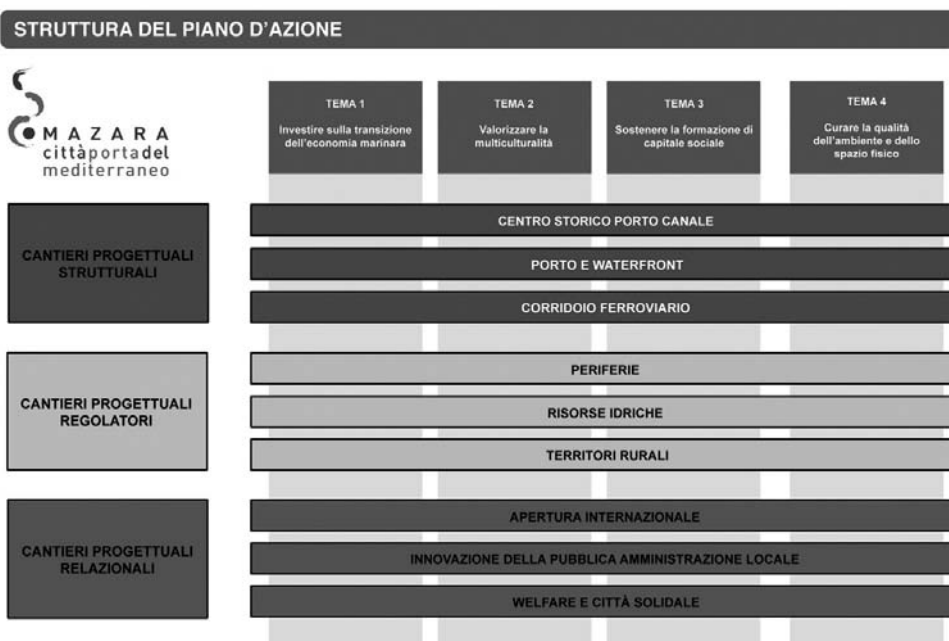 STRUTTURA DEL PIANO D'AZIONE
MAZARA
cittàportadel
mediterraneo
TEMA 1
Investire sulla transizione
dell'economia marinara
TEMA 2
Valorizzare la
multiculturalità
TEMA 3
Sostenere la formazione di
capitale sociale
TEMA 4
Curare la qualità
dell'ambiente e dello
spazio fisico
CANTIERI PROGETTUALI
STRUTTURALI
CENTRO STORICO PORTO CANALE
PORTO E WATERFRONT
CORRIDOIO FERROVIARIO
CANTIERI PROGETTUALI
REGOLATORI
PERIFERIE
RISORSE IDRICHE
TERRITORI RURALI
CANTIERI PROGETTUALI
RELAZIONALI
APERTURA INTERNAZIONALE
INNOVAZIONE DELLA PUBBLICA AMMINISTRAZIONE LOCALE
WELFARE E CITTÀ SOLIDALE